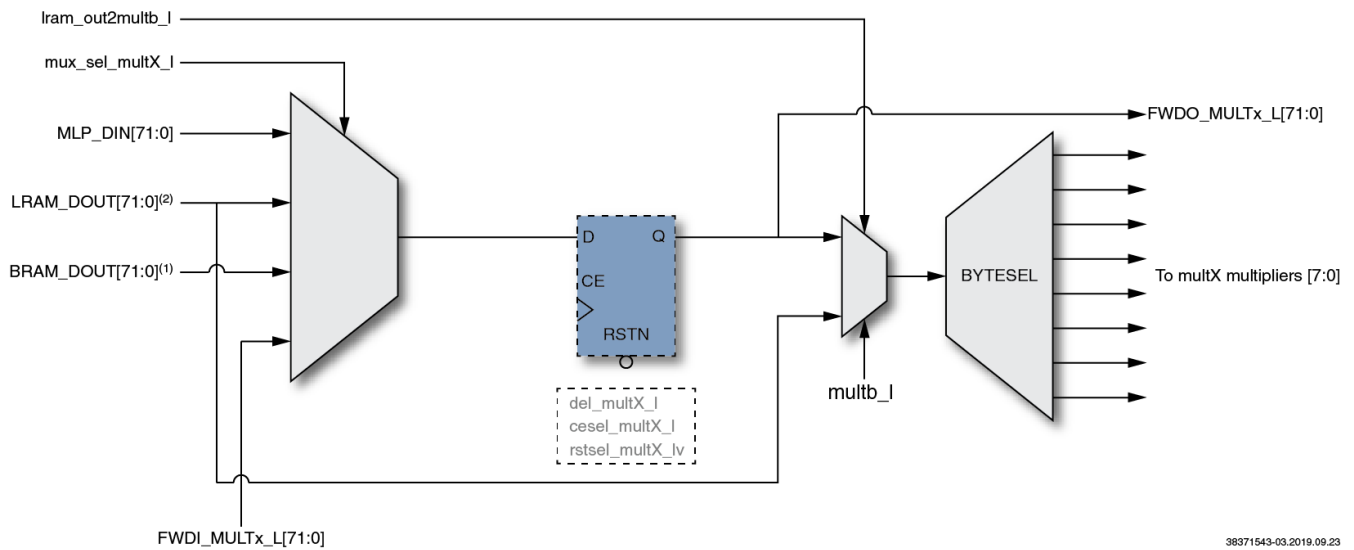 lram_out2multb_l
mux_sel_multX_l
MLP_DIN[71:0]
FWDO_MULTx_L[71:0]
LRAM_DOUT[71:0](2)
BRAM_DOUT[71:0](1)
D
Q
CE
RSTN
BYTESEL
To multX multipliers [7:0]
multb_l
del_multX_l
cesel_multX_l
rstsel_multX_lv
FWDI_MULTx_L[71:0]
38371543-03.2019.09.23